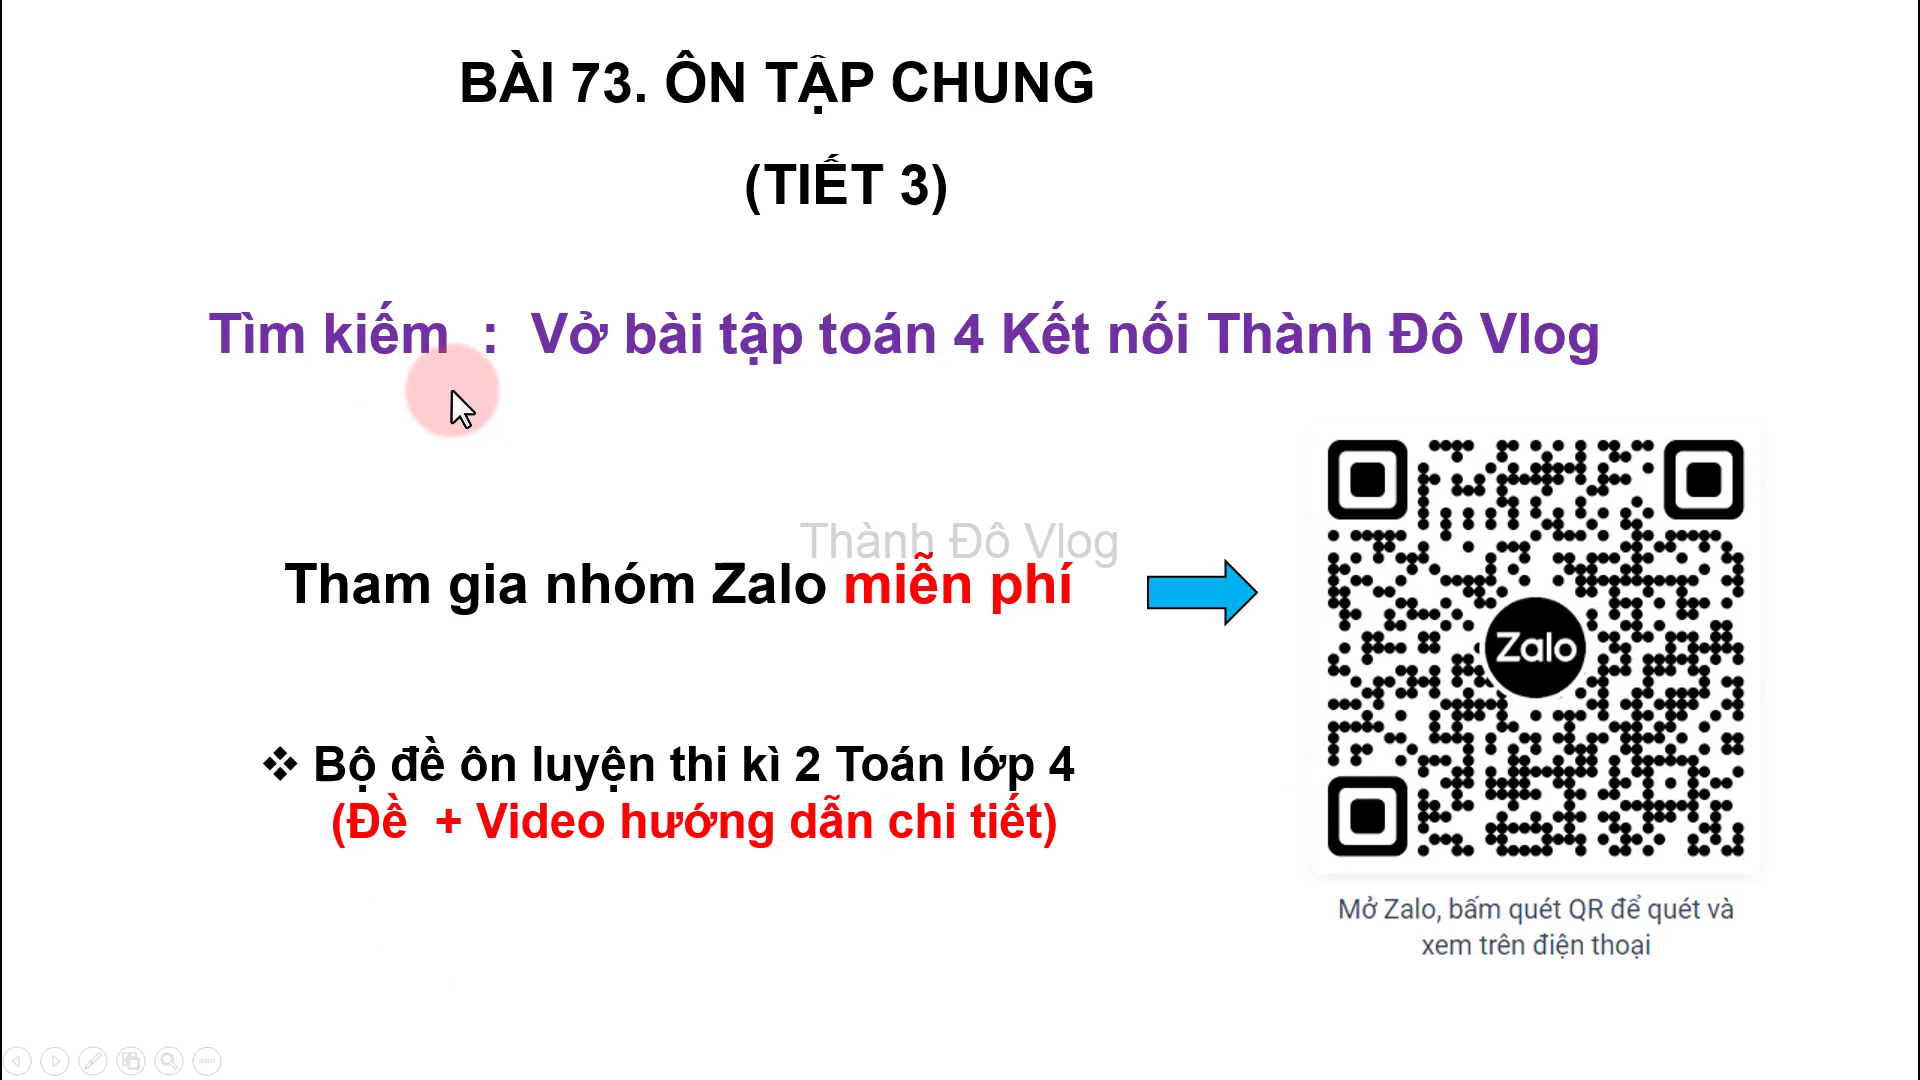 BÀI 73. ÔN TẬP CHUNG
(TIẾT 3)
Tìm kiếm : Vở bài tập toán 4 Kết nối Thành Đô Vlog
Thành Đô Vlog
Tham gia nhóm Zalo miễn phí
Zalo
❖ Bộ đề ôn luyện thi kì 2 Toán lớp 4
(Đề + Video hướng dẫn chi tiết)
Mở Zalo, bấm quét QR để quét và
xem trên điện thoại